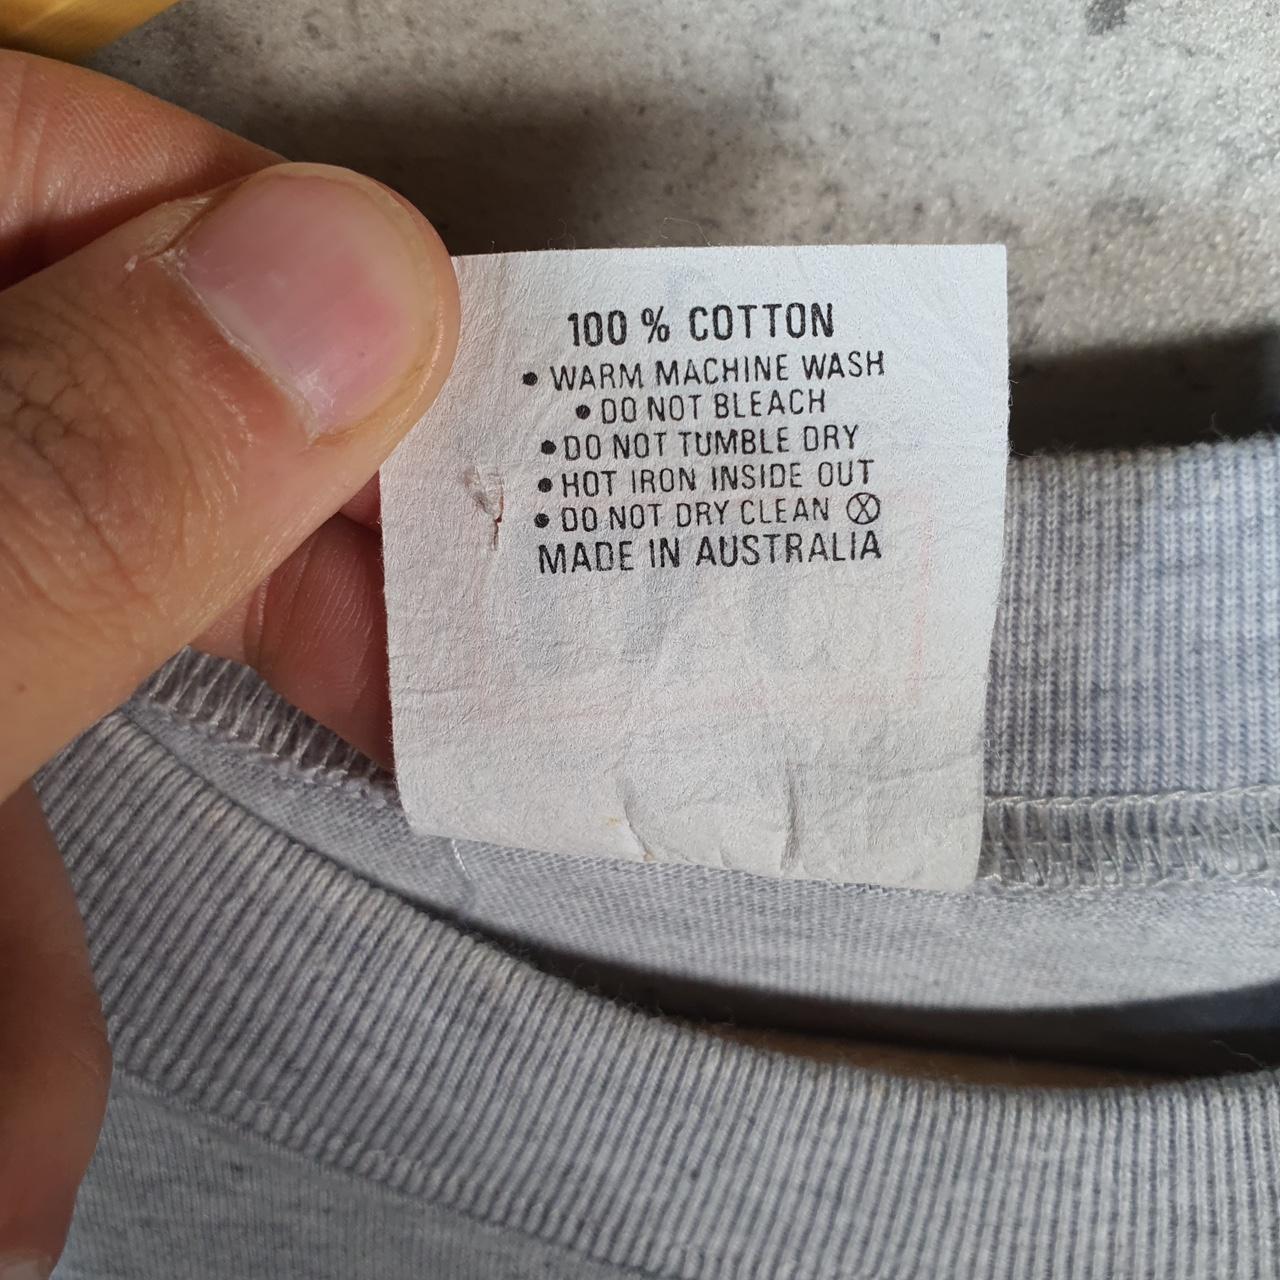 100 % COTTON
• WARM MACHINE WASH
• DO NOT BLEACH
• DO NOT TUMBLE DRY
• HOT IRON INSIDE OUT
• DO NOT DRY CLEAN Ⓧ
MADE IN AUSTRALIA